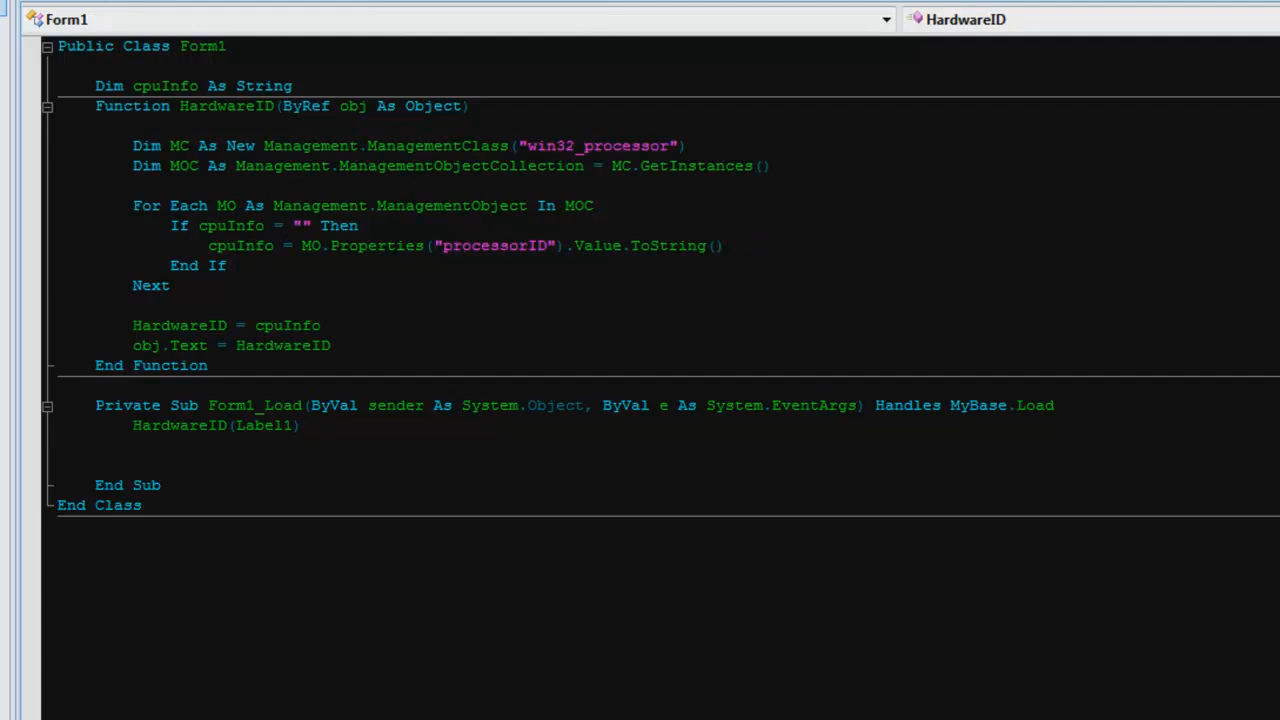 Form1
HardwareID
Public Class Form1
Dim cpuInfo As String
Function HardwareID(ByRef obj As Object)
Dim MC As New Management.ManagementClass("win32_processor")
Dim MOC As Management.ManagementObjectCollection = MC.GetInstances()
For Each MO As Management.ManagementObject In MOC
If cpuInfo = "" Then
cpuInfo = MO.Properties("processorID").Value.ToString()
End If
Next
HardwareID = cpuInfo
obj.Text = HardwareID
End Function
Private Sub Form1_Load(ByVal sender As System.Object, ByVal e As System.EventArgs) Handles MyBase.Load
HardwareID(Label1)
End Sub
End Class